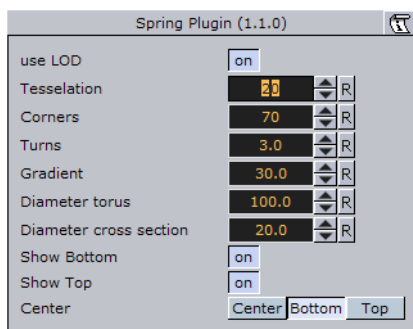 Spring Plugin (1.1.0)
use LOD on
Tesselation 20 R
Corners 70 R
Turns 3.0 R
Gradient 30.0 R
Diameter torus 100.0 R
Diameter cross section 20.0 R
Show Bottom on
Show Top on
Center Center Bottom Top